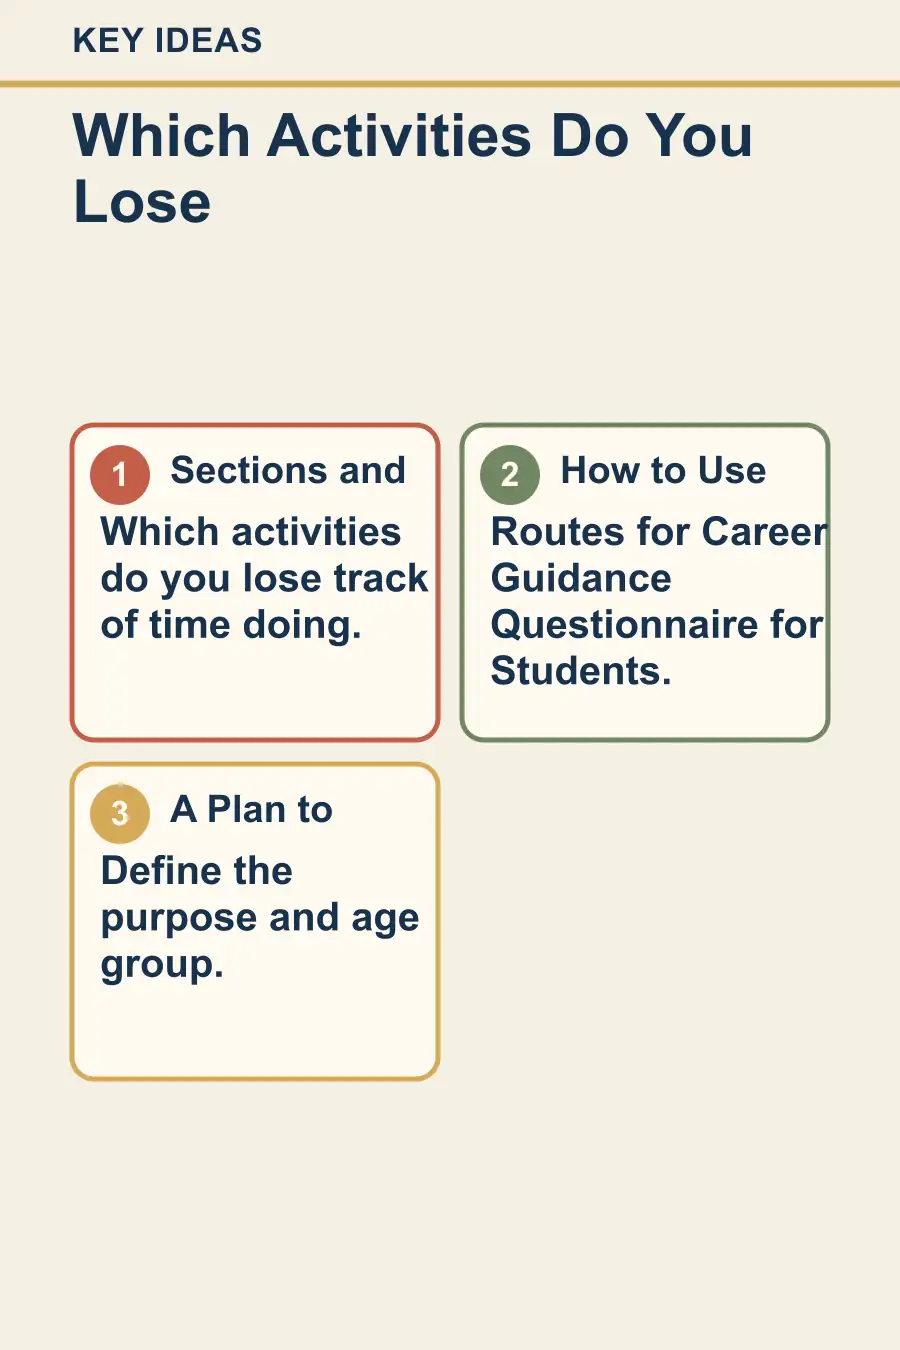 KEY IDEAS
Which Activities Do You
Lose
1 Sections and
Which activities
do you lose track
of time doing.
2 How to Use
Routes for Career
Guidance
Questionnaire for
Students.
3 A Plan to
Define the
purpose and age
group.